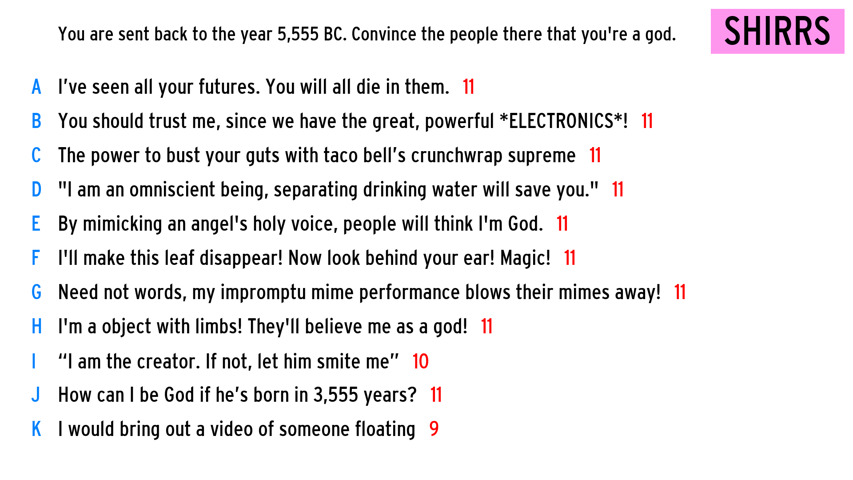 You are sent back to the year 5,555 BC. Convince the people there that you're a god.
SHIRRS
A I’ve seen all your futures. You will all die in them. 11
B You should trust me, since we have the great, powerful *ELECTRONICS*! 11
C The power to bust your guts with taco bell’s crunchwrap supreme 11
D "I am an omniscient being, separating drinking water will save you." 11
E By mimicking an angel's holy voice, people will think I'm God. 11
F I'll make this leaf disappear! Now look behind your ear! Magic! 11
G Need not words, my impromptu mime performance blows their mimes away! 11
H I'm a object with limbs! They'll believe me as a god! 11
I “I am the creator. If not, let him smite me” 10
J How can I be God if he’s born in 3,555 years? 11
K I would bring out a video of someone floating 9